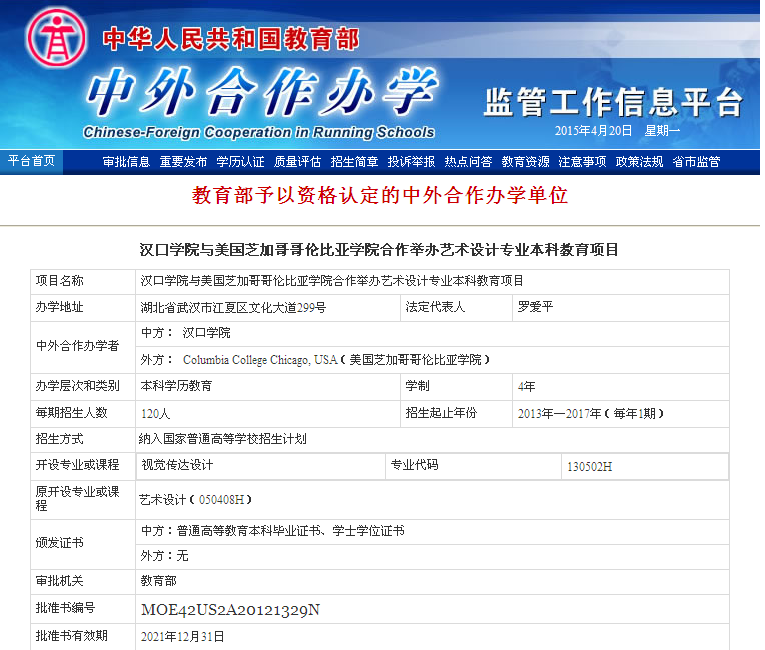 中华人民共和国教育部
中外合作办学
监管工作信息平台
Chinese-Foreign Cooperation in Running Schools
2015年4月20日 星期一
平台首页 审批信息 重要发布 学历认证 质量评估 招生简章 投诉举报 热点问答 教育资源 注意事项 政策法规 省市监管
教育部予以资格认定的中外合作办学单位
汉口学院与美国芝加哥哥伦比亚学院合作举办艺术设计专业本科教育项目
项目名称 汉口学院与美国芝加哥哥伦比亚学院合作举办艺术设计专业本科教育项目
办学地址 湖北省武汉市江夏区文化大道299号 法定代表人 罗爱平
中外合作办学者 中方： 汉口学院
外方： Columbia College Chicago, USA（美国芝加哥哥伦比亚学院）
办学层次和类别 本科学历教育 学制 4年
每期招生人数 120人 招生起止年份 2013年—2017年（每年1期）
招生方式 纳入国家普通高等学校招生计划
开设专业或课程 视觉传达设计 专业代码 130502H
原开设专业或课
程 艺术设计（050408H）
颁发证书 中方：普通高等教育本科毕业证书、学士学位证书
外方：无
审批机关 教育部
批准书编号 MOE42US2A20121329N
批准书有效期 2021年12月31日